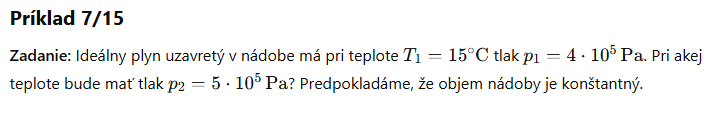 Príklad 7/15
Zadanie: Ideálny plyn uzavretý v nádobe má pri teplote T₁ = 15°C tlak p₁ = 4 · 10⁵ Pa. Pri akej
teplote bude mať tlak p₂ = 5 · 10⁵ Pa? Predpokladáme, že objem nádoby je konštantný.